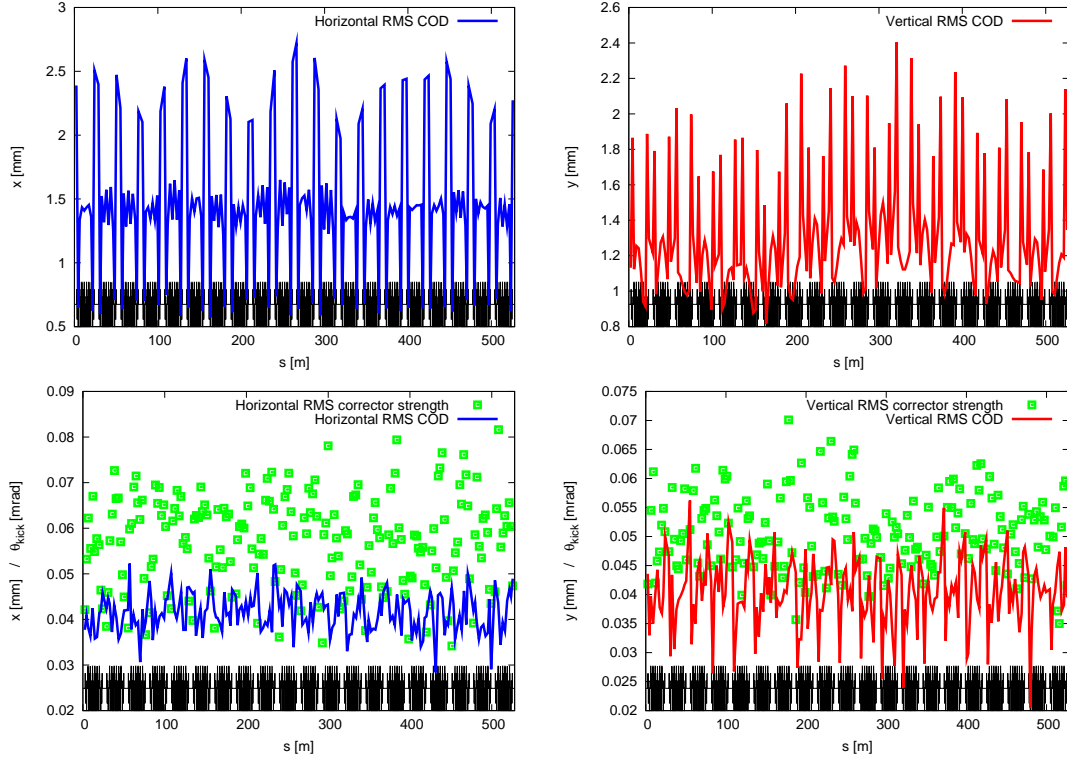 Horizontal RMS COD
x [mm]
3
2.5
2
1.5
1
0.5
0 100 200 300 400 500
s [m]
Vertical RMS COD
y [mm]
2.6
2.4
2.2
2
1.8
1.6
1.4
1.2
1
0.8
0 100 200 300 400 500
s [m]
Horizontal RMS corrector strength
Horizontal RMS COD
x [mm] / θkick [mrad]
0.09
0.08
0.07
0.06
0.05
0.04
0.03
0.02
0 100 200 300 400 500
s [m]
Vertical RMS corrector strength
Vertical RMS COD
y [mm] / θkick [mrad]
0.075
0.07
0.065
0.06
0.055
0.05
0.045
0.04
0.035
0.03
0.025
0.02
0 100 200 300 400 500
s [m]